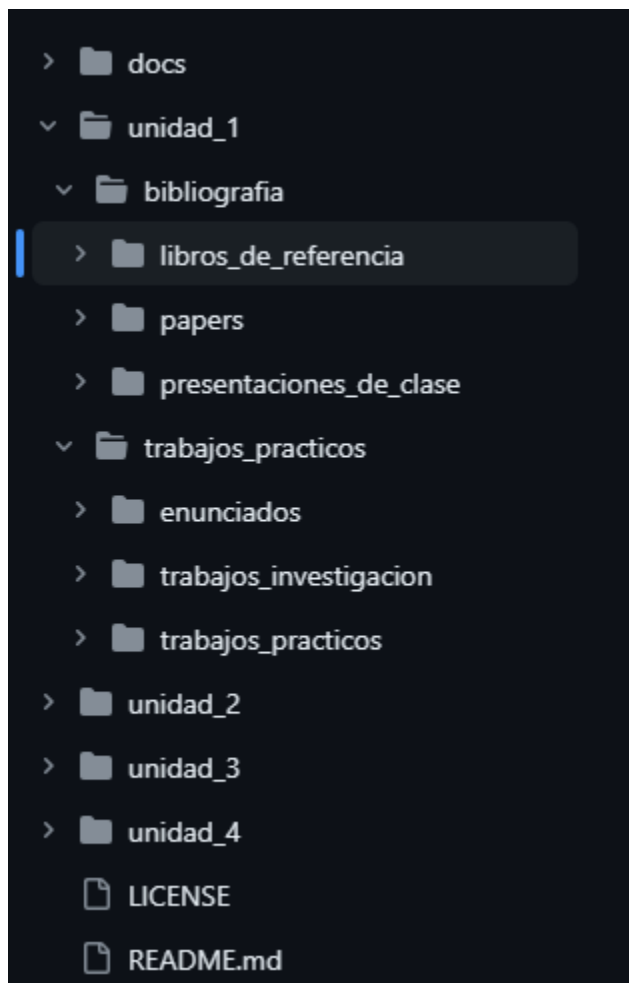 docs
unidad_1
bibliografia
libros_de_referencia
papers
presentaciones_de_clase
trabajos_practicos
enunciados
trabajos_investigacion
trabajos_practicos
unidad_2
unidad_3
unidad_4
LICENSE
README.md